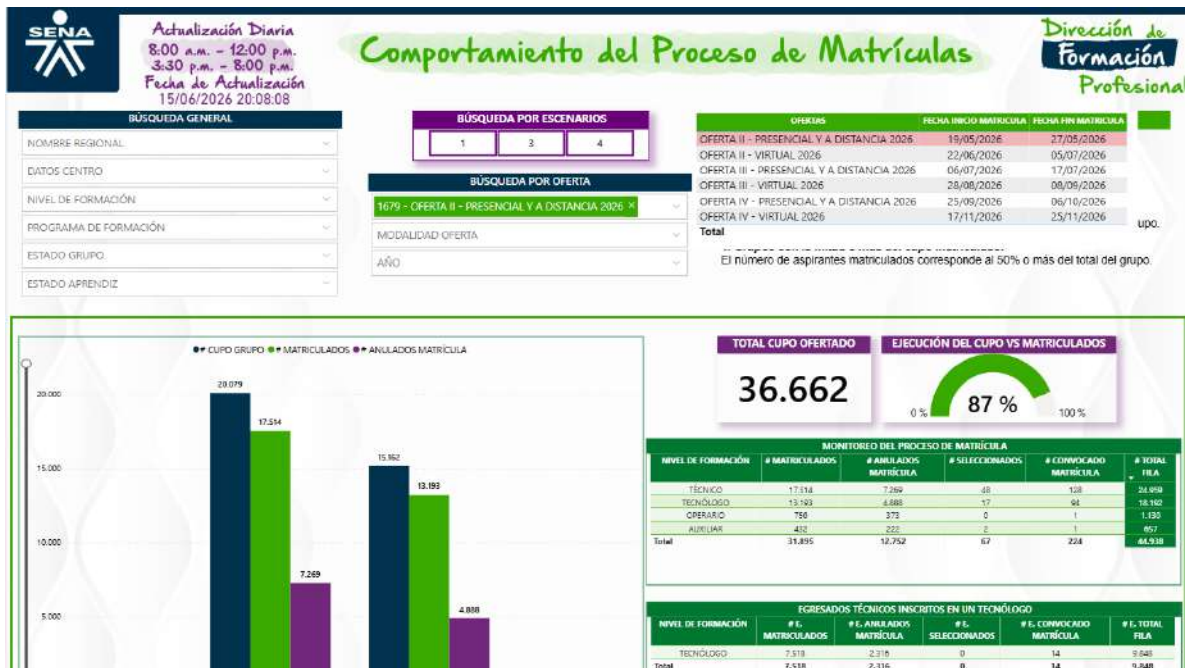 SENA
Actualización Diaria
8:00 a.m. - 12:00 p.m.
3:30 p.m. - 8:00 p.m.
Fecha de Actualización
15/06/2026 20:08:08
Comportamiento del Proceso de Matrículas
Dirección de
Formación
Profesional
BÚSQUEDA GENERAL
NOMBRE REGIONAL
DATOS CENTRO
NIVEL DE FORMACIÓN
PROGRAMA DE FORMACIÓN
ESTADO GRUPO
ESTADO APRENDIZ
BÚSQUEDA POR ESCENARIOS
1 3 4
BÚSQUEDA POR OFERTA
1679 - OFERTA II - PRESENCIAL Y A DISTANCIA 2026 ×
MODALIDAD OFERTA
AÑO
OFERTAS FECHA INICIO MATRICULA FECHA FIN MATRICULA
OFERTA II - PRESENCIAL Y A DISTANCIA 2026 19/05/2026 27/05/2026
OFERTA II - VIRTUAL 2026 22/06/2026 05/07/2026
OFERTA III - PRESENCIAL Y A DISTANCIA 2026 06/07/2026 17/07/2026
OFERTA III - VIRTUAL 2026 28/08/2026 08/09/2026
OFERTA IV - PRESENCIAL Y A DISTANCIA 2026 25/09/2026 06/10/2026
OFERTA IV - VIRTUAL 2026 17/11/2026 25/11/2026
Total
upo.
El número de aspirantes matriculados corresponde al 50% o más del total del grupo.
# CUPO GRUPO # MATRICULADOS # ANULADOS MATRÍCULA
20.000
15.000
10.000
5.000
20.079
17.514
7.269
15.162
13.193
4.888
TOTAL CUPO OFERTADO
36.662
EJECUCIÓN DEL CUPO VS MATRICULADOS
0 % 87 % 100 %
MONITOREO DEL PROCESO DE MATRÍCULA
NIVEL DE FORMACIÓN # MATRICULADOS # ANULADOS MATRÍCULA # SELECCIONADOS # CONVOCADO MATRÍCULA # TOTAL FILA
TÉCNICO 17.514 7.269 48 128 24.959
TECNÓLOGO 13.193 4.888 17 94 18.192
OPERARIO 756 373 0 1 1.130
AUXILIAR 432 222 2 1 657
Total 31.895 12.752 67 224 44.938
EGRESADOS TÉCNICOS INSCRITOS EN UN TECNÓLOGO
NIVEL DE FORMACIÓN # E. MATRICULADOS # E. ANULADOS MATRÍCULA # E. SELECCIONADOS # E. CONVOCADO MATRÍCULA # E. TOTAL FILA
TECNÓLOGO 7.518 2.316 0 14 9.848
Total 7.518 2.316 0 14 9.848